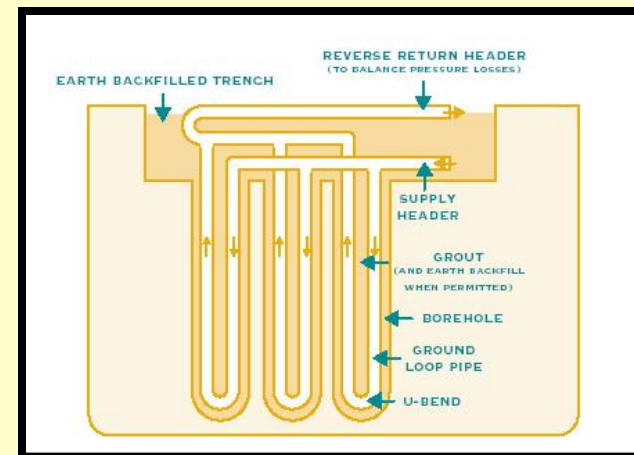 REVERSE RETURN HEADER
(TO BALANCE PRESSURE LOSSES)
EARTH BACKFILLED TRENCH
SUPPLY
HEADER
GROUT
(AND EARTH BACKFILL
WHEN PERMITTED)
BOREHOLE
GROUND
LOOP PIPE
U-BEND